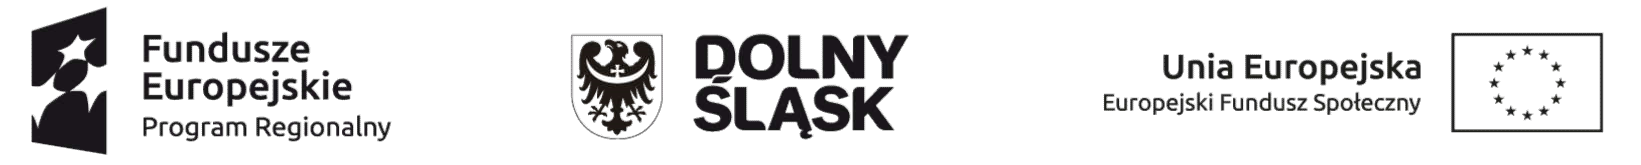 Fundusze
Europejskie
Program Regionalny
DOLNY
ŚLĄSK
Unia Europejska
Europejski Fundusz Społeczny